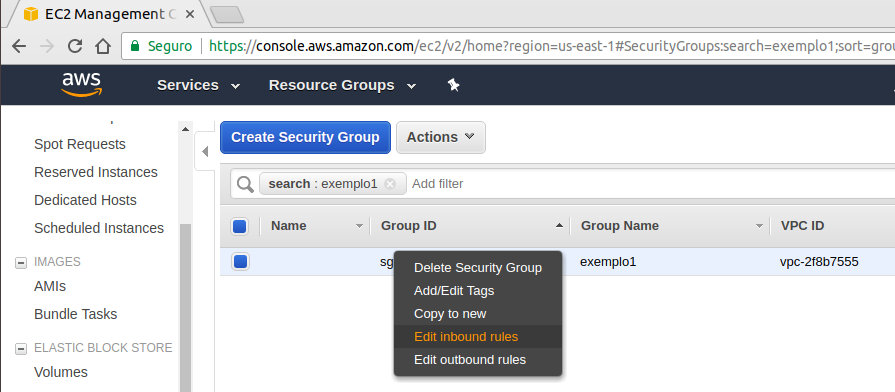 EC2 Management C
Seguro
https://console.aws.amazon.com/ec2/v2/home?region=us-east-1#SecurityGroups:search=exemplo1;sort=grou
aws
Services
Resource Groups
Spot Requests
Reserved Instances
Dedicated Hosts
Scheduled Instances
IMAGES
AMIs
Bundle Tasks
ELASTIC BLOCK STORE
Volumes
Create Security Group
Actions
search : exemplo1
Add filter
Name
Group ID
Group Name
VPC ID
sg
exemplo1
vpc-2f8b7555
Delete Security Group
Add/Edit Tags
Copy to new
Edit inbound rules
Edit outbound rules